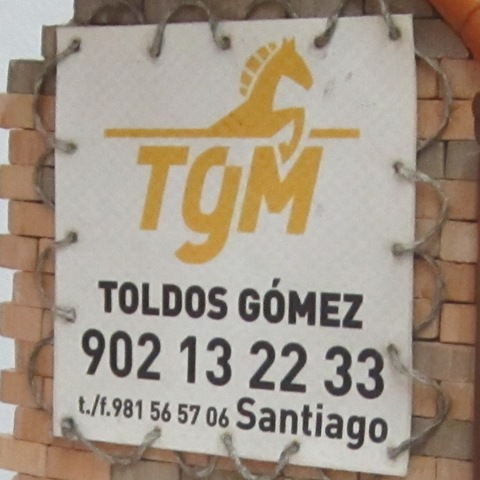 TgM
TOLDOS GÓMEZ
902 13 22 33
t./f.981 56 57 06 Santiago